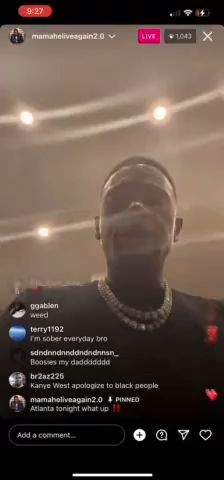 9:27
mamaheliveagain2.0
LIVE
1,043
ggabien
weed
terry1192
I'm sober everyday bro
sdndnndnnddndndnnsn_
Boosies my daddddddd
br2az225
Kanye West apologize to black people
mamaheliveagain2.0 PINNED
Atlanta tonight what up ‼️
Add a comment...